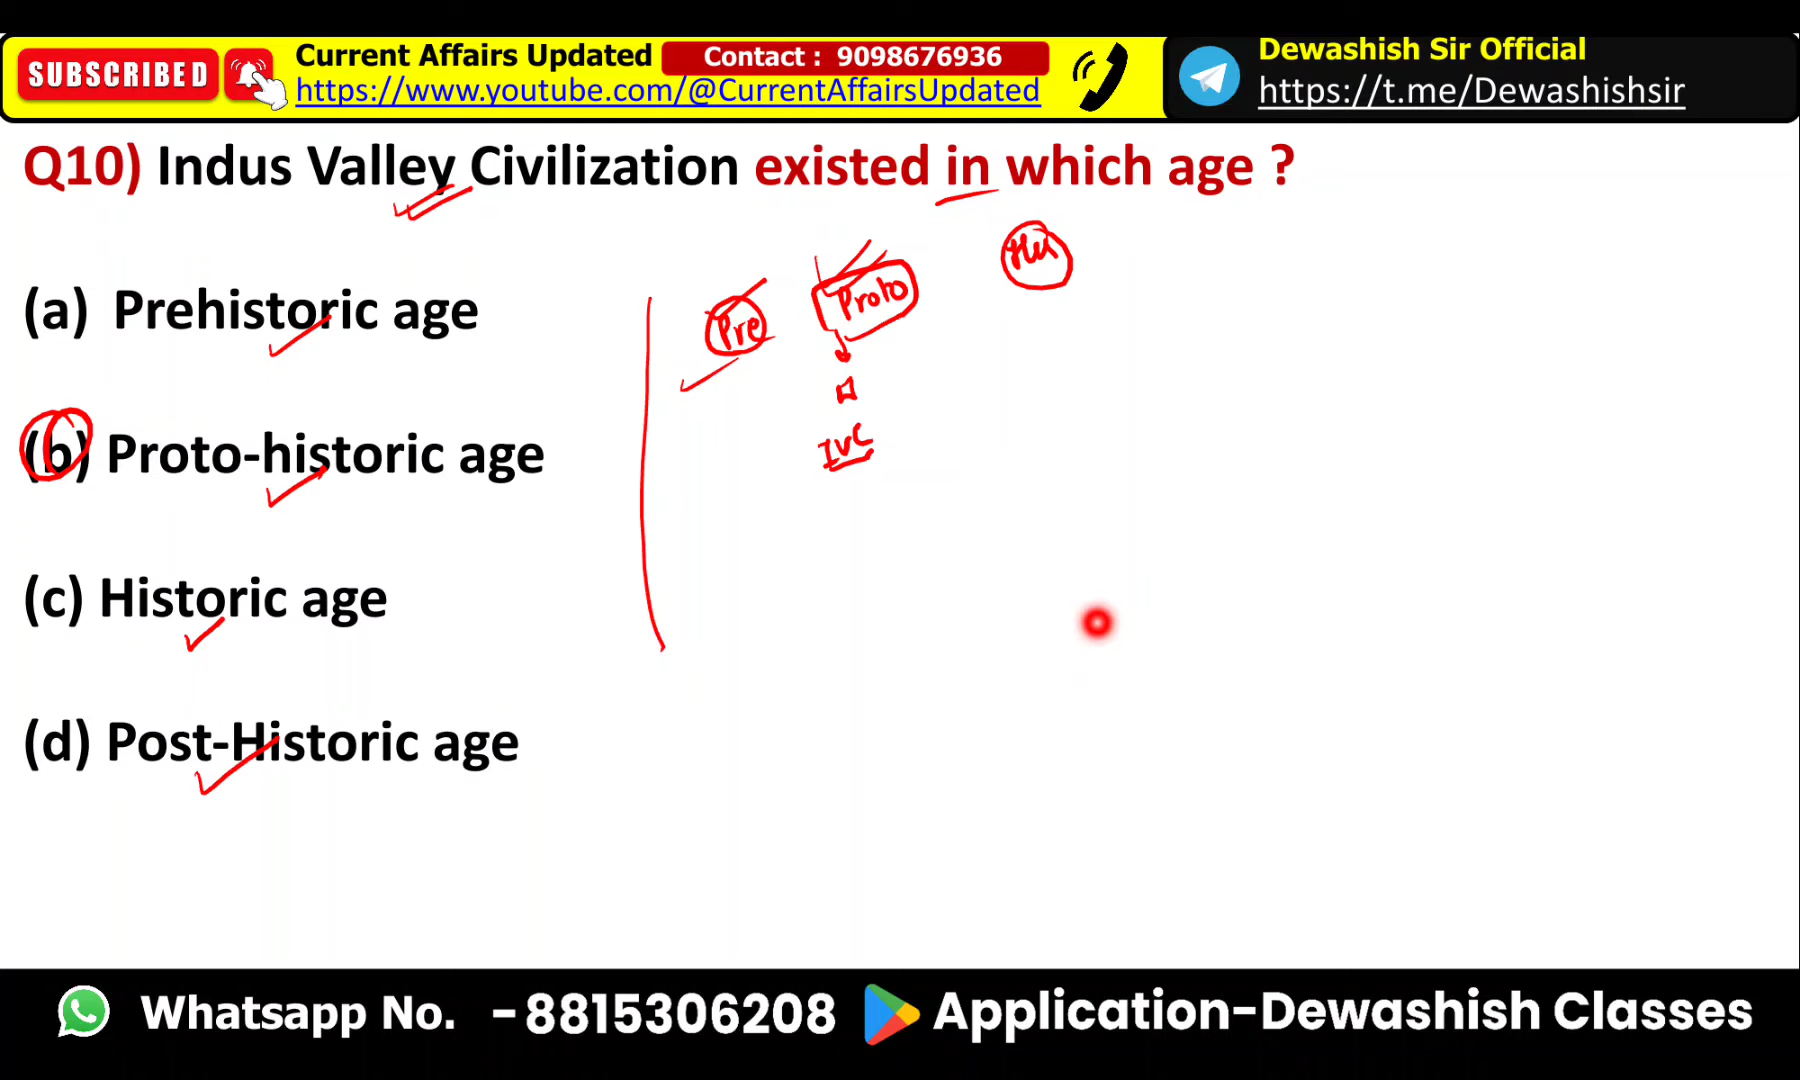 SUBSCRIBED
Current Affairs Updated
Contact : 9098676936
https://www.youtube.com/@CurrentAffairsUpdated
Dewashish Sir Official
https://t.me/Dewashishsir
Q10) Indus Valley Civilization existed in which age ?
(a) Prehistoric age
(b) Proto-historic age
(c) Historic age
(d) Post-Historic age
Pre
Proto
IVC
Whatsapp No. -8815306208
Application-Dewashish Classes